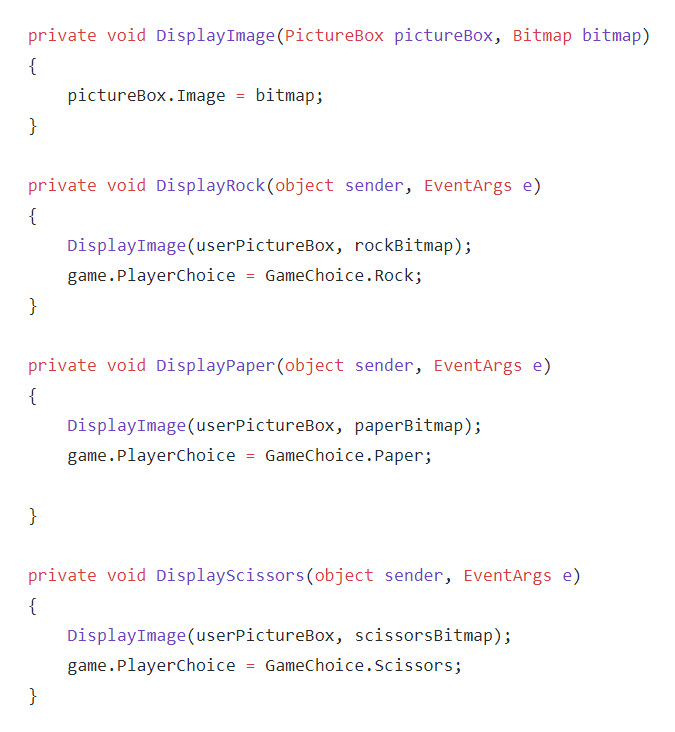 private void DisplayImage(PictureBox pictureBox, Bitmap bitmap)
{
    pictureBox.Image = bitmap;
}

private void DisplayRock(object sender, EventArgs e)
{
    DisplayImage(userPictureBox, rockBitmap);
    game.PlayerChoice = GameChoice.Rock;
}

private void DisplayPaper(object sender, EventArgs e)
{
    DisplayImage(userPictureBox, paperBitmap);
    game.PlayerChoice = GameChoice.Paper;

}

private void DisplayScissors(object sender, EventArgs e)
{
    DisplayImage(userPictureBox, scissorsBitmap);
    game.PlayerChoice = GameChoice.Scissors;
}